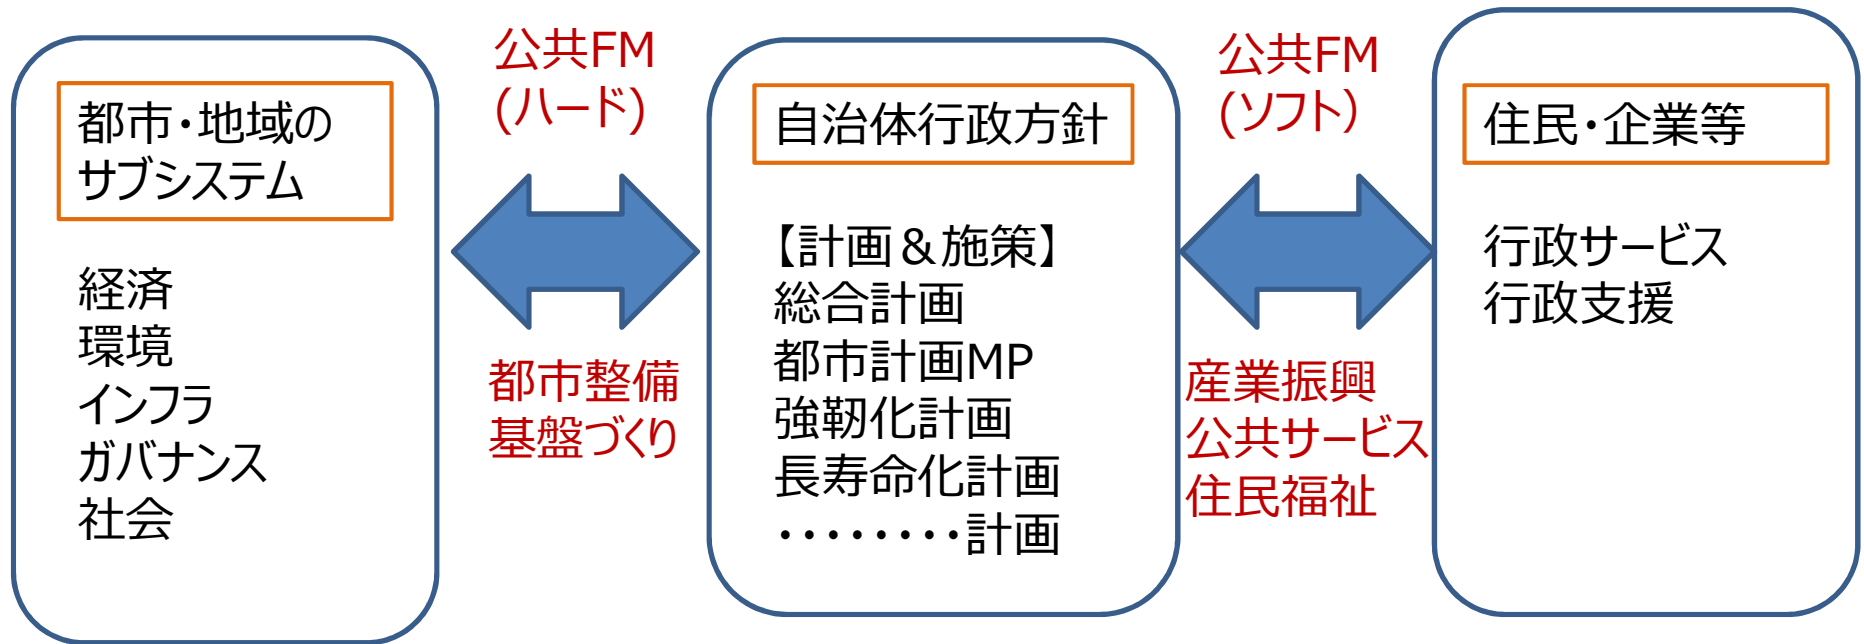 都市・地域の
サブシステム
経済
環境
インフラ
ガバナンス
社会
公共FM
(ハード)
都市整備
基盤づくり
自治体行政方針
【計画＆施策】
総合計画
都市計画MP
強靭化計画
長寿命化計画
・・・・・・・・計画
公共FM
(ソフト)
産業振興
公共サービス
住民福祉
住民・企業等
行政サービス
行政支援